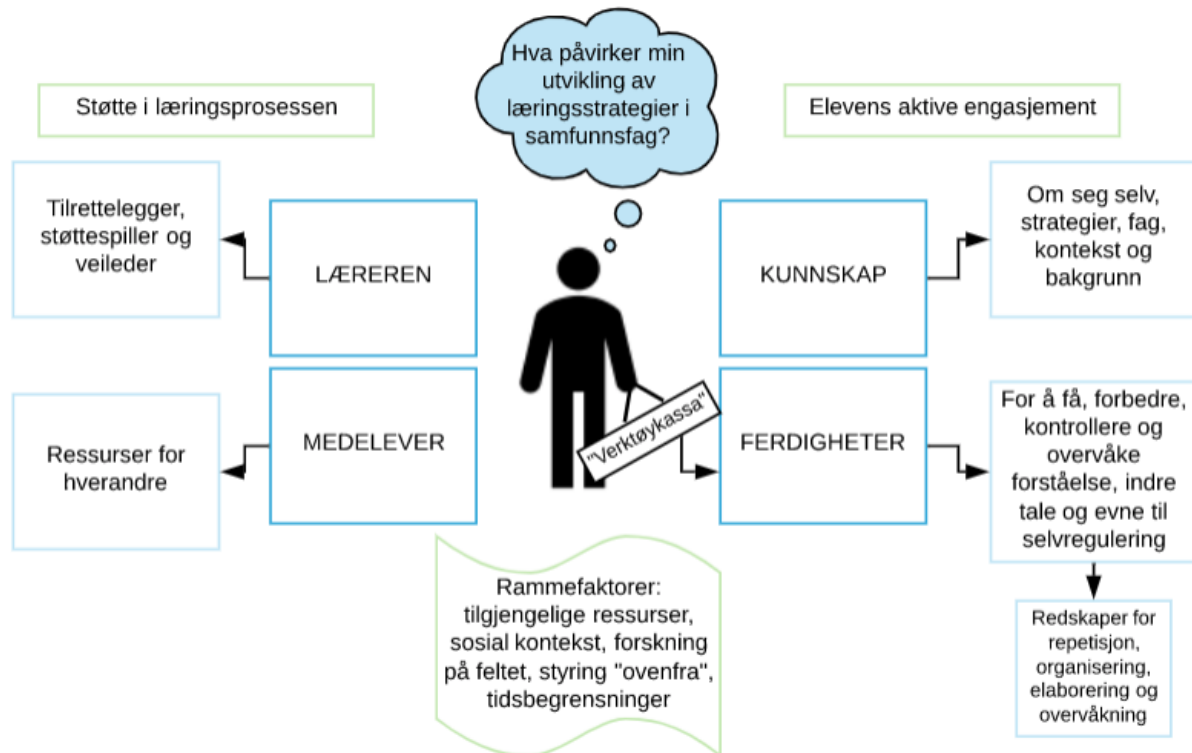 Hva påvirker min
utvikling av
læringsstrategier i
samfunnsfag?
Støtte i læringsprosessen
Elevens aktive engasjement
Tilrettelegger,
støttespiller og
veileder
LÆREREN
KUNNSKAP
Om seg selv,
strategier, fag,
kontekst og
bakgrunn
Ressurser for
hverandre
MEDELEVER
"Verktøykassa"
FERDIGHETER
For å få, forbedre,
kontrollere og
overvåke
forståelse, indre
tale og evne til
selvregulering
Rammefaktorer:
tilgjengelige ressurser,
sosial kontekst, forskning
på feltet, styring "ovenfra",
tidsbegrensninger
Redskaper for
repetisjon,
organisering,
elaborering og
overvåkning